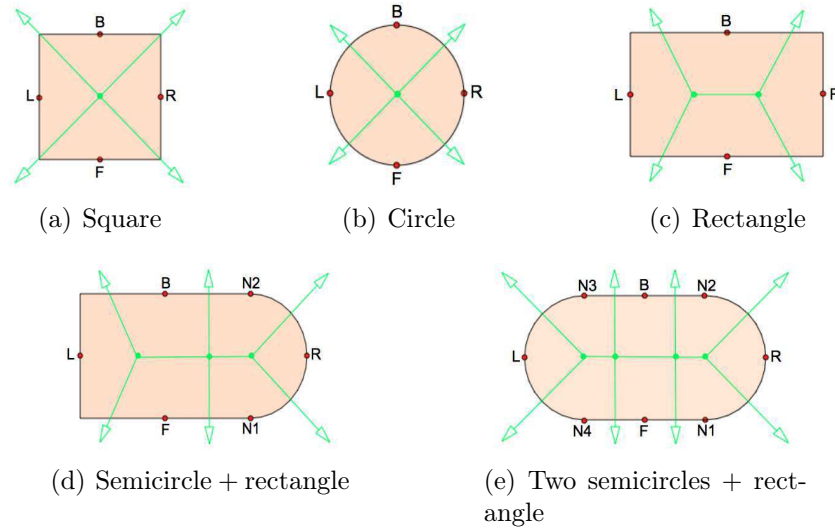 B
B
B
L
R
L
R
L
R
F
F
F
(a) Square
(b) Circle
(c) Rectangle
B
N2
N3
B
N2
L
R
L
R
F
N1
N4
F
N1
(d) Semicircle + rectangle
(e) Two semicircles + rect-
angle